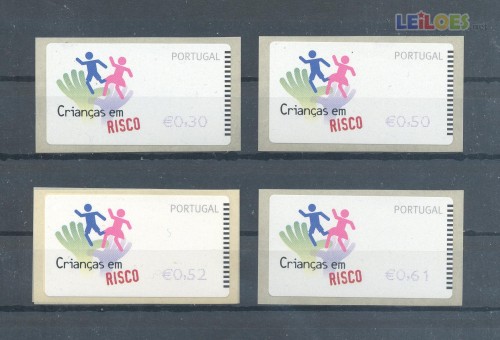 LEiLOES.net
PORTUGAL
Crianças em
RISCO
€0,30
PORTUGAL
Crianças em
RISCO
€0,50
PORTUGAL
Crianças em
RISCO
€0,52
PORTUGAL
Crianças em
RISCO
€0,61